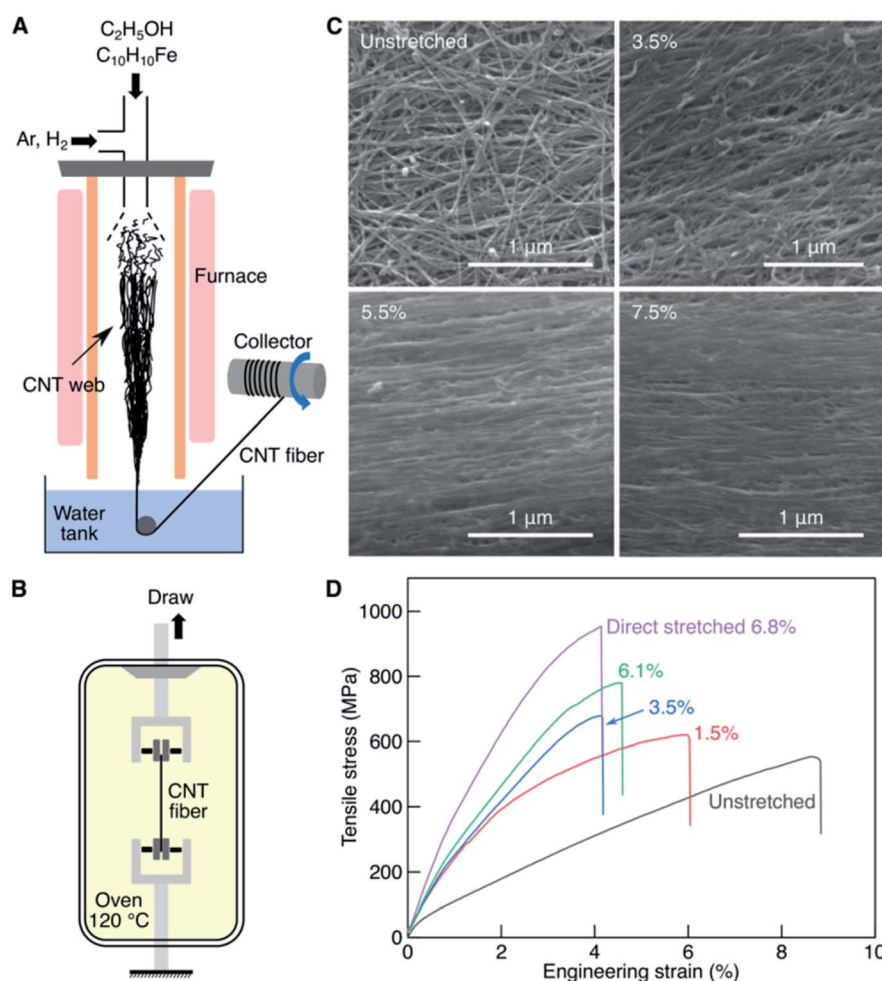 A
C₂H₅OH
C₁₀H₁₀Fe
Ar, H₂
Furnace
CNT web
Collector
CNT fiber
Water
tank
B
Draw
CNT
fiber
Oven
120 °C
C
Unstretched
1 µm
3.5%
1 µm
5.5%
1 µm
7.5%
1 µm
D
1000
800
600
400
200
0
Tensile stress (MPa)
Direct stretched 6.8%
6.1%
3.5%
1.5%
Unstretched
0
2
4
6
8
10
Engineering strain (%)